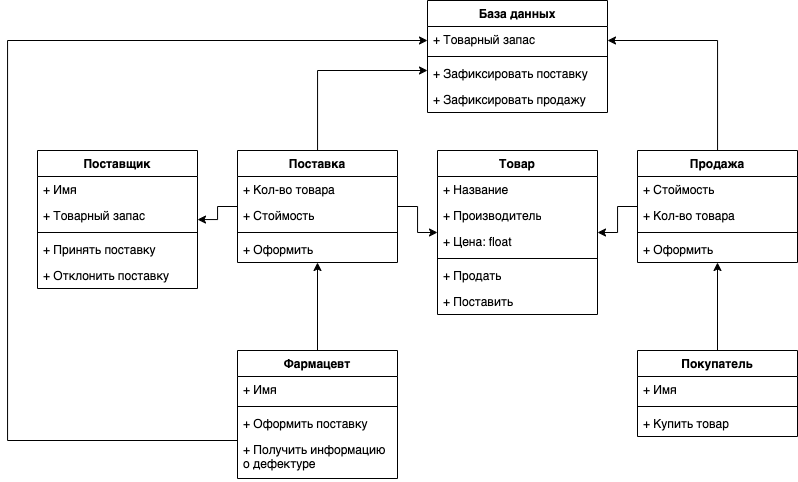 База данных
+ Товарный запас
+ Зафиксировать поставку
+ Зафиксировать продажу
Поставщик
+ Имя
+ Товарный запас
+ Принять поставку
+ Отклонить поставку
Поставка
+ Кол-во товара
+ Стоимость
+ Оформить
Товар
+ Название
+ Производитель
+ Цена: float
+ Продать
+ Поставить
Продажа
+ Стоимость
+ Кол-во товара
+ Оформить
Фармацевт
+ Имя
+ Оформить поставку
+ Получить информацию
о дефектуре
Покупатель
+ Имя
+ Купить товар